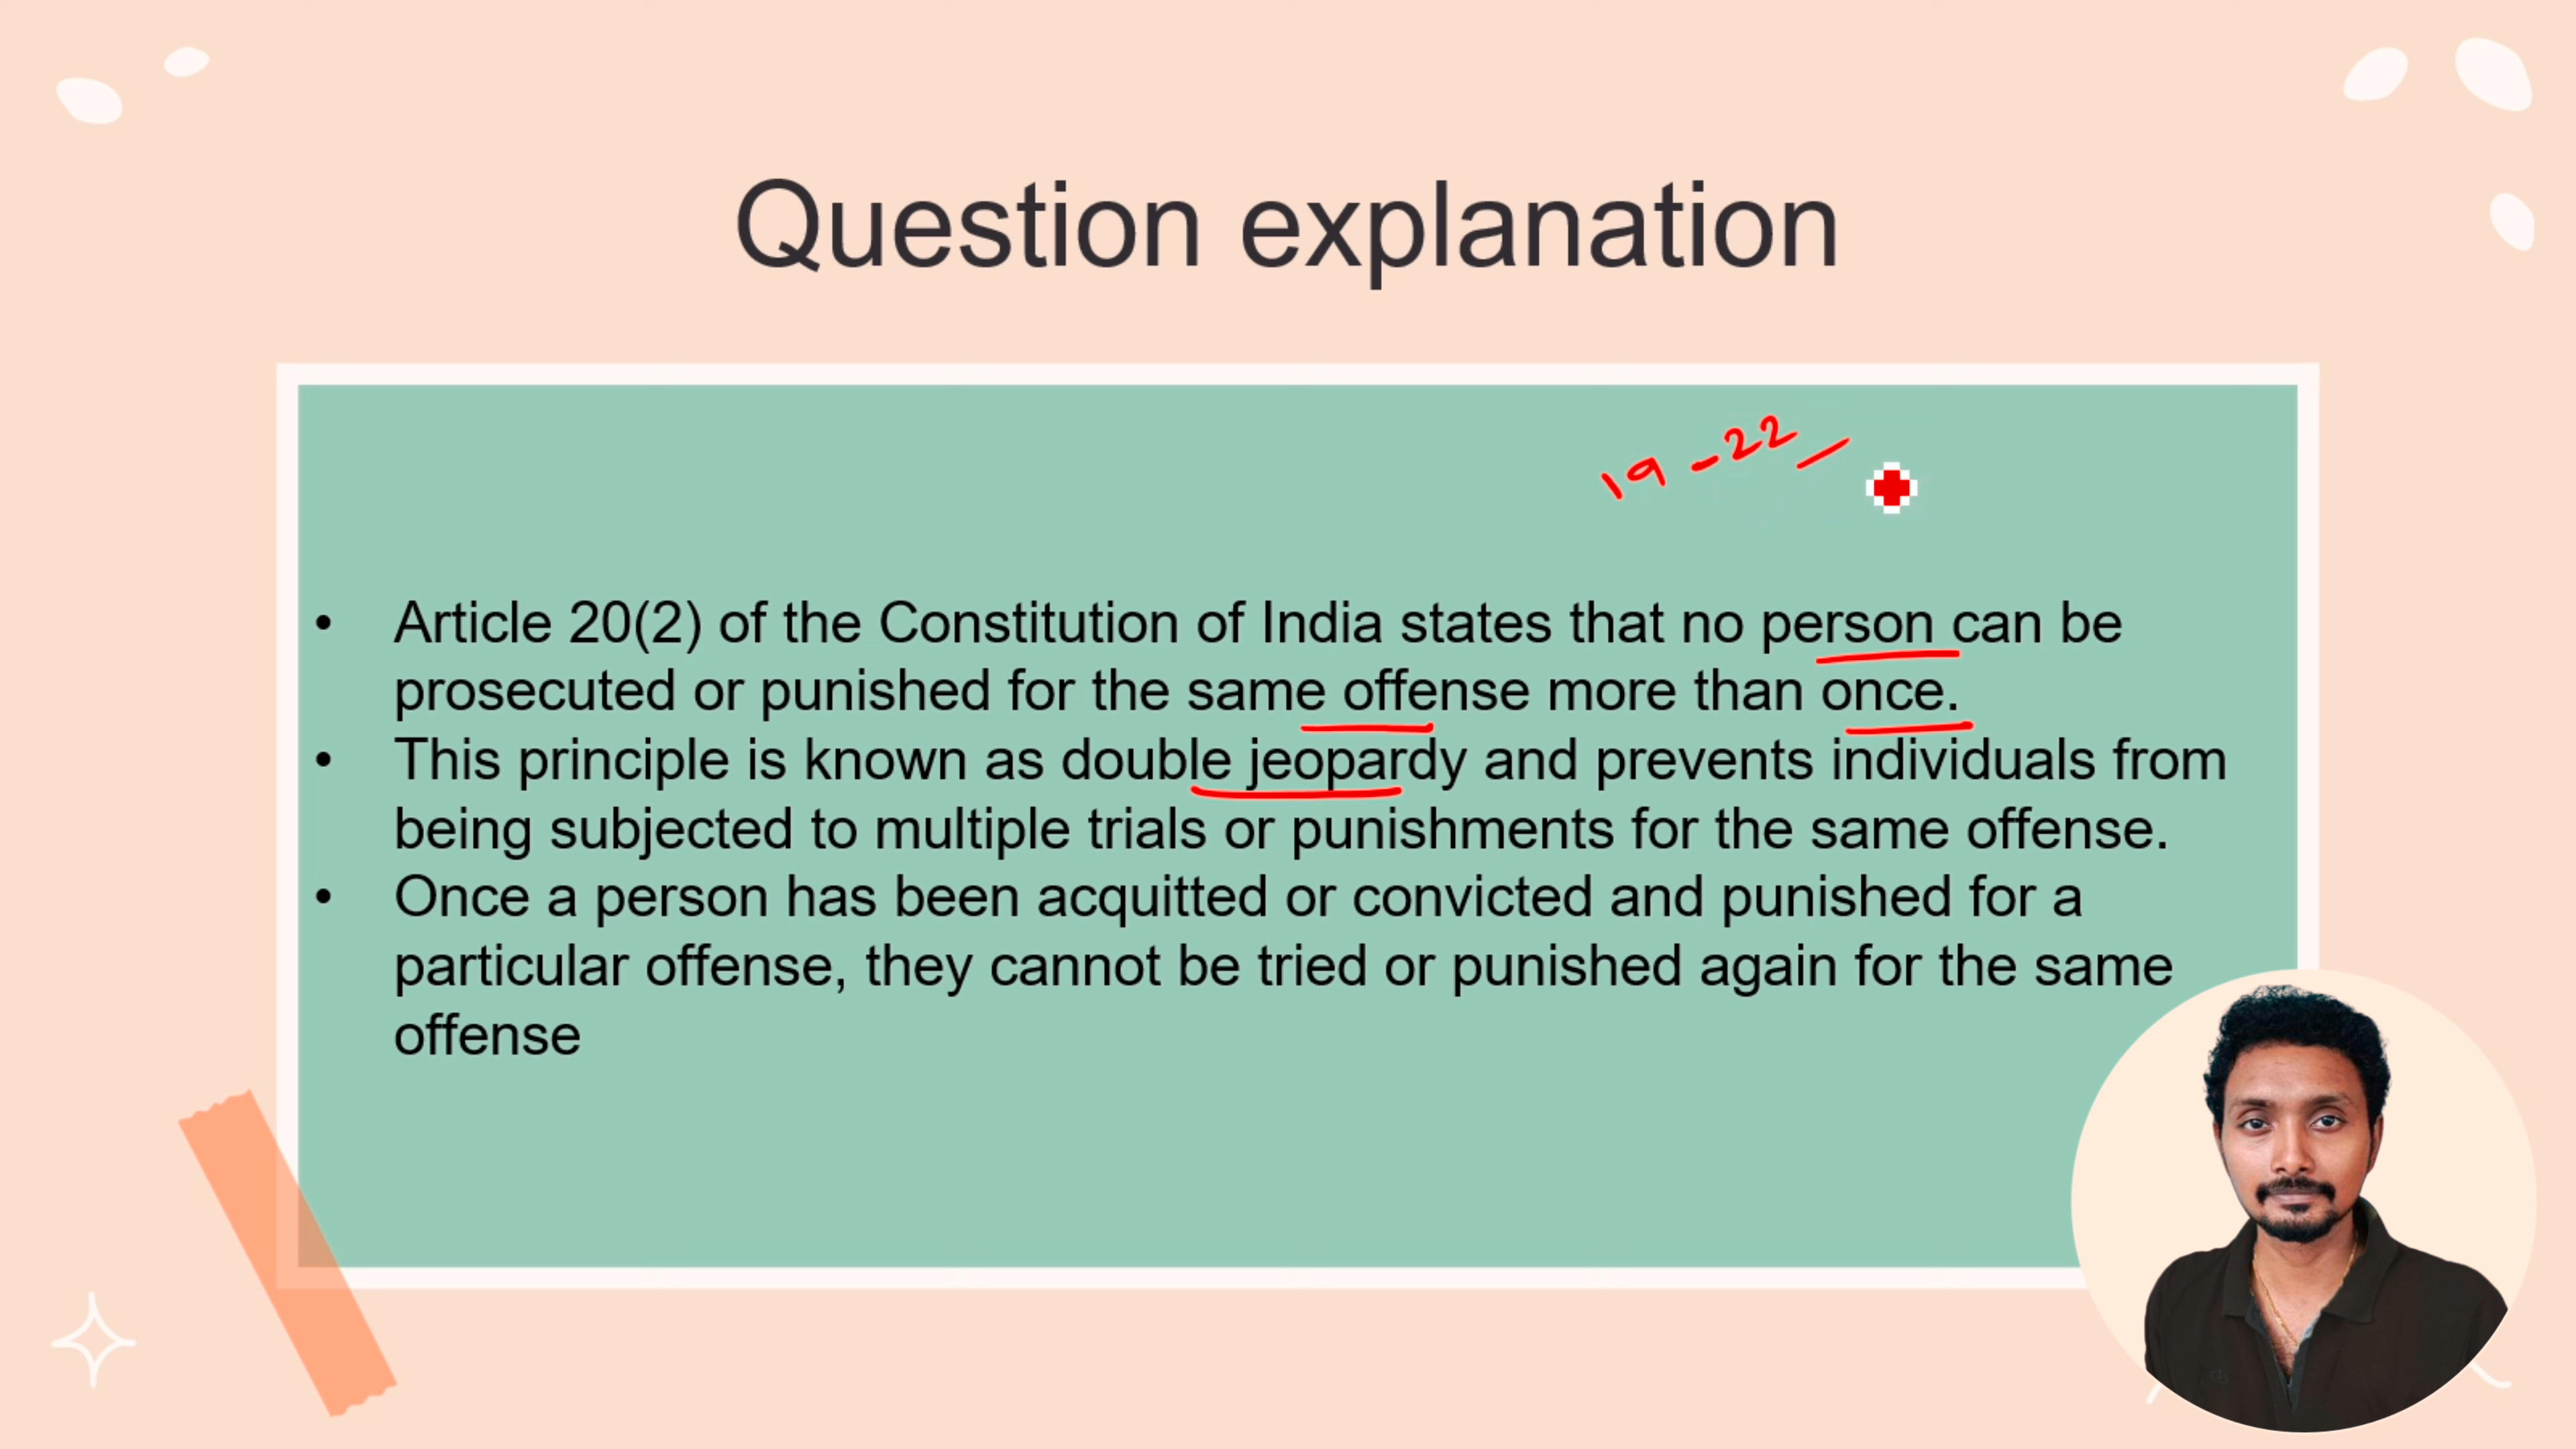 Question explanation
19-22
• Article 20(2) of the Constitution of India states that no person can be
prosecuted or punished for the same offense more than once.
• This principle is known as double jeopardy and prevents individuals from
being subjected to multiple trials or punishments for the same offense.
• Once a person has been acquitted or convicted and punished for a
particular offense, they cannot be tried or punished again for the same
offense